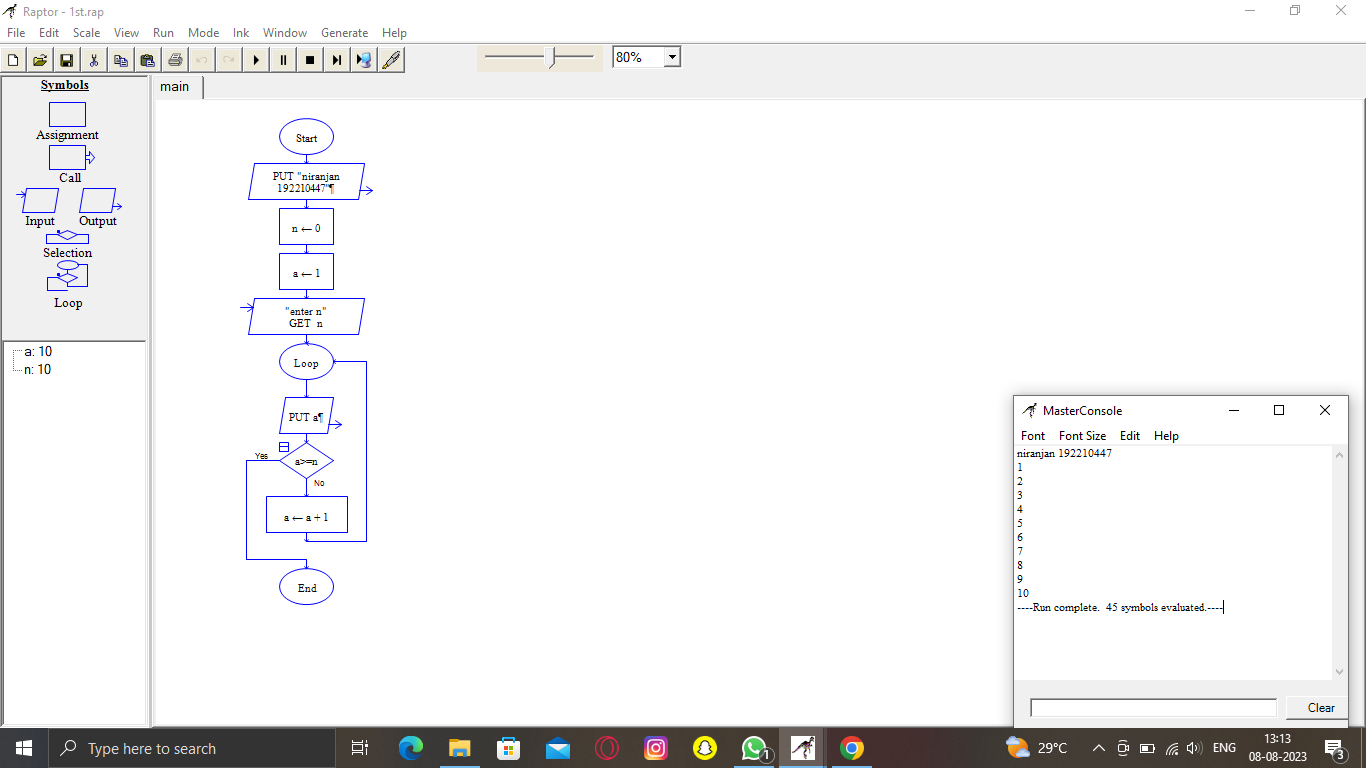 Raptor - 1st.rap
File Edit Scale View Run Mode Ink Window Generate Help
80%
Symbols
Assignment
Call
Input Output
Selection
Loop
a: 10
n: 10
main
Start
PUT "niranjan
192210447"¶
n ← 0
a ← 1
"enter n"
GET n
Loop
PUT a¶
Yes
a>=n
No
a ← a + 1
End
MasterConsole
Font Font Size Edit Help
niranjan 192210447
1
2
3
4
5
6
7
8
9
10
----Run complete. 45 symbols evaluated.----
Clear
Type here to search
1
29°C
ENG
13:13
08-08-2023
3